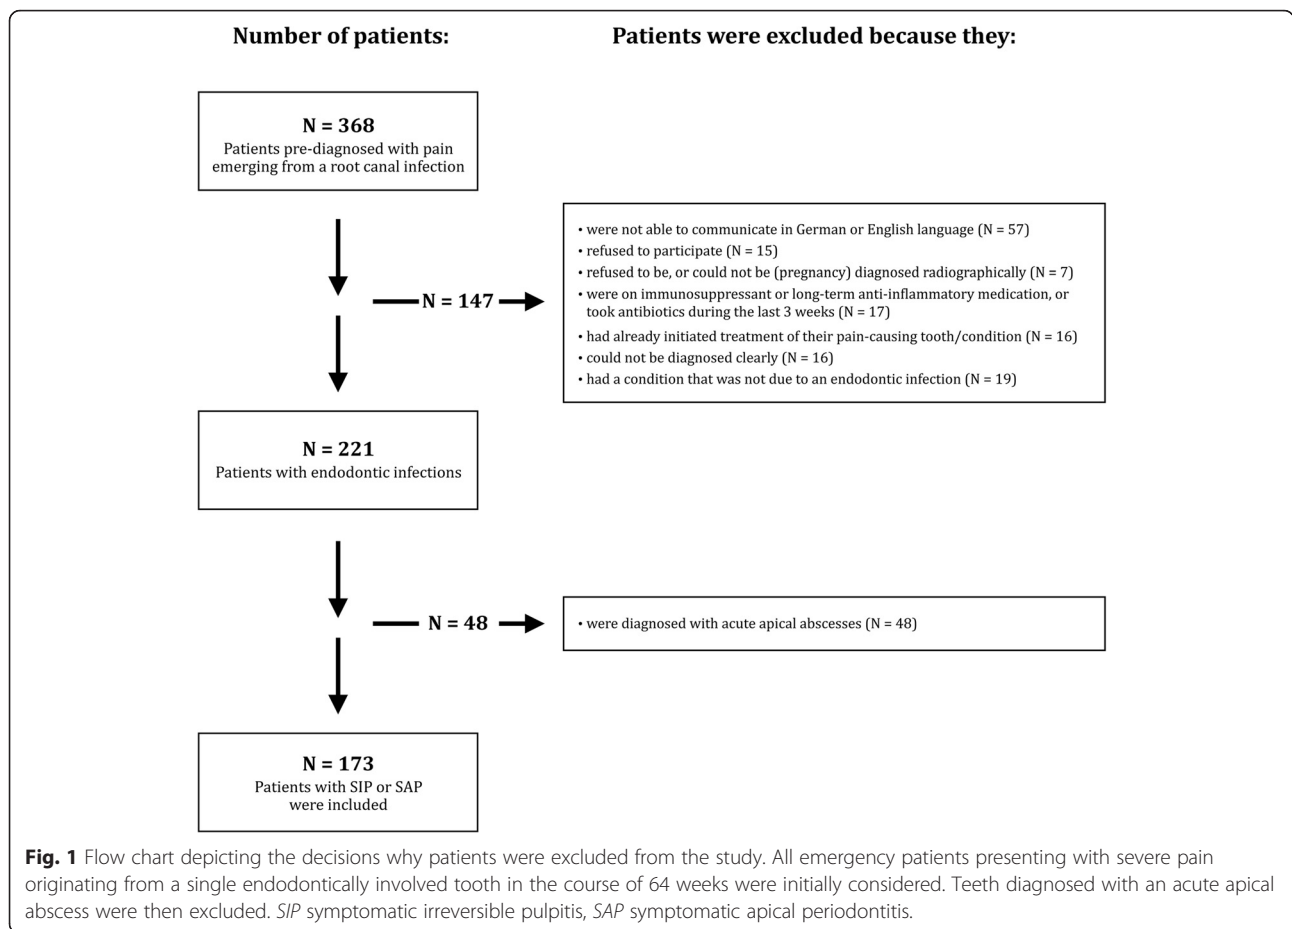 Number of patients:
Patients were excluded because they:
N = 368
Patients pre-diagnosed with pain
emerging from a root canal infection
N = 147
• were not able to communicate in German or English language (N = 57)
• refused to participate (N = 15)
• refused to be, or could not be (pregnancy) diagnosed radiographically (N = 7)
• were on immunosuppressant or long-term anti-inflammatory medication, or
took antibiotics during the last 3 weeks (N = 17)
• had already initiated treatment of their pain-causing tooth/condition (N = 16)
• could not be diagnosed clearly (N = 16)
• had a condition that was not due to an endodontic infection (N = 19)
N = 221
Patients with endodontic infections
N = 48
• were diagnosed with acute apical abscesses (N = 48)
N = 173
Patients with SIP or SAP
were included
Fig. 1 Flow chart depicting the decisions why patients were excluded from the study. All emergency patients presenting with severe pain
originating from a single endodontically involved tooth in the course of 64 weeks were initially considered. Teeth diagnosed with an acute apical
abscess were then excluded. SIP symptomatic irreversible pulpitis, SAP symptomatic apical periodontitis.